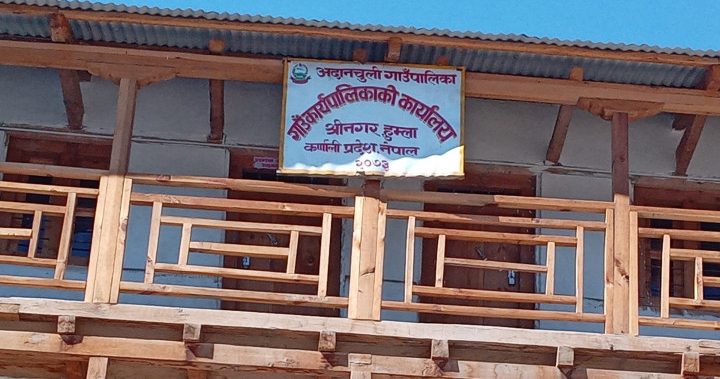 अदानचुली गाउँपालिका
गाउँकार्यपालिकाको कार्यालय
श्रीनगर, हुम्ला
कर्णाली प्रदेश, नेपाल
२०७३